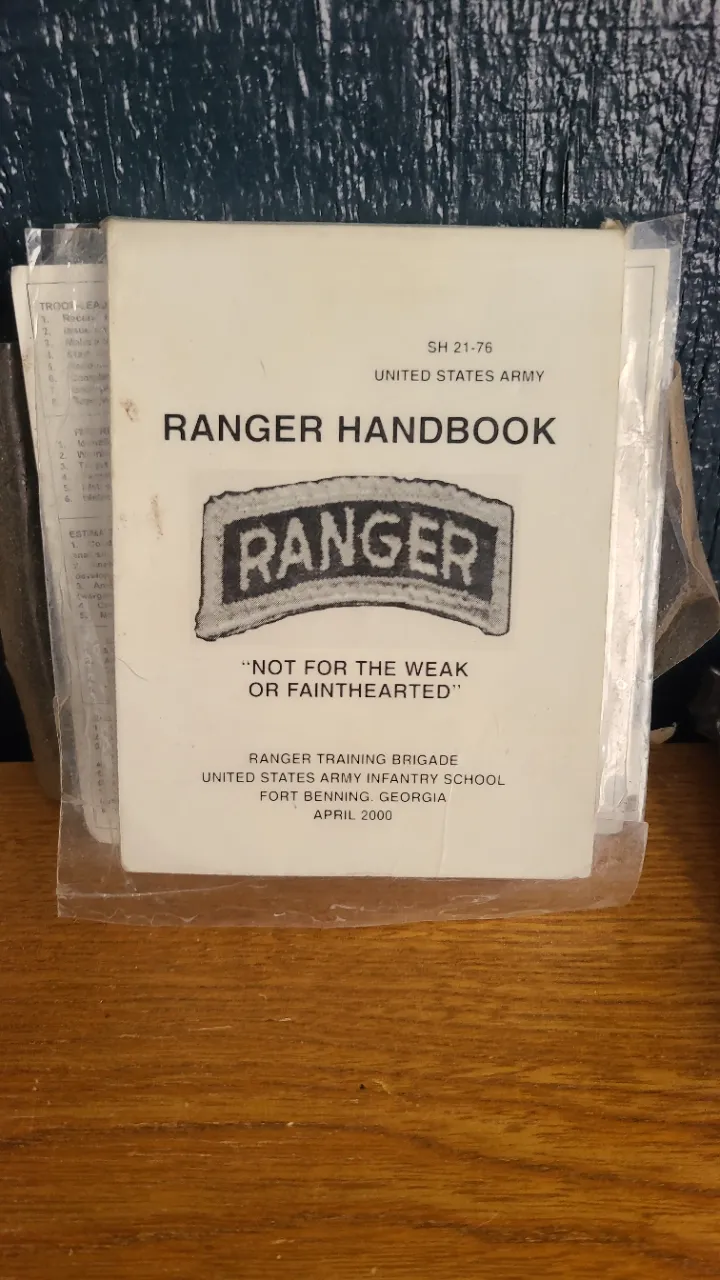 SH 21-76
UNITED STATES ARMY
RANGER HANDBOOK
RANGER
"NOT FOR THE WEAK
OR FAINTHEARTED"
RANGER TRAINING BRIGADE
UNITED STATES ARMY INFANTRY SCHOOL
FORT BENNING, GEORGIA
APRIL 2000